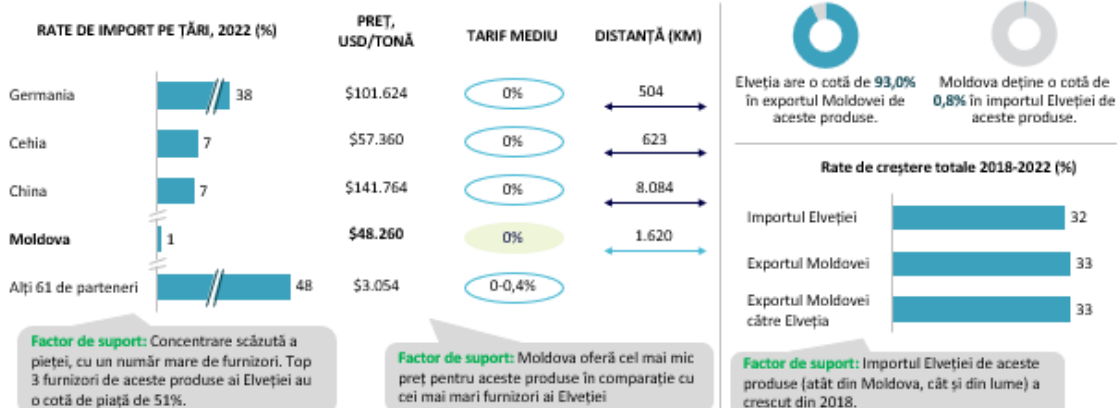 RATE DE IMPORT PE ȚĂRI, 2022 (%)
PREȚ,
USD/TONĂ
TARIF MEDIU
DISTANȚĂ (KM)
Germania
38
$101.624
0%
504
Cehia
7
$57.360
0%
623
China
7
$141.764
0%
8.084
Moldova
1
$48.260
0%
1.620
Alți 61 de parteneri
48
$3.054
0-0,4%
Factor de suport: Concentrare scăzută a
pieței, cu un număr mare de furnizori. Top
3 furnizori de aceste produse ai Elveției au
o cotă de piață de 51%.
Factor de suport: Moldova oferă cel mai mic
preț pentru aceste produse în comparație cu
cei mai mari furnizori ai Elveției
Elveția are o cotă de 93,0%
în exportul Moldovei de
aceste produse.
Moldova deține o cotă de
0,8% în importul Elveției de
aceste produse.
Rate de creștere totale 2018-2022 (%)
Importul Elveției
32
Exportul Moldovei
33
Exportul Moldovei
către Elveția
33
Factor de suport: Importul Elveției de aceste
produse (atât din Moldova, cât și din lume) a
crescut din 2018.